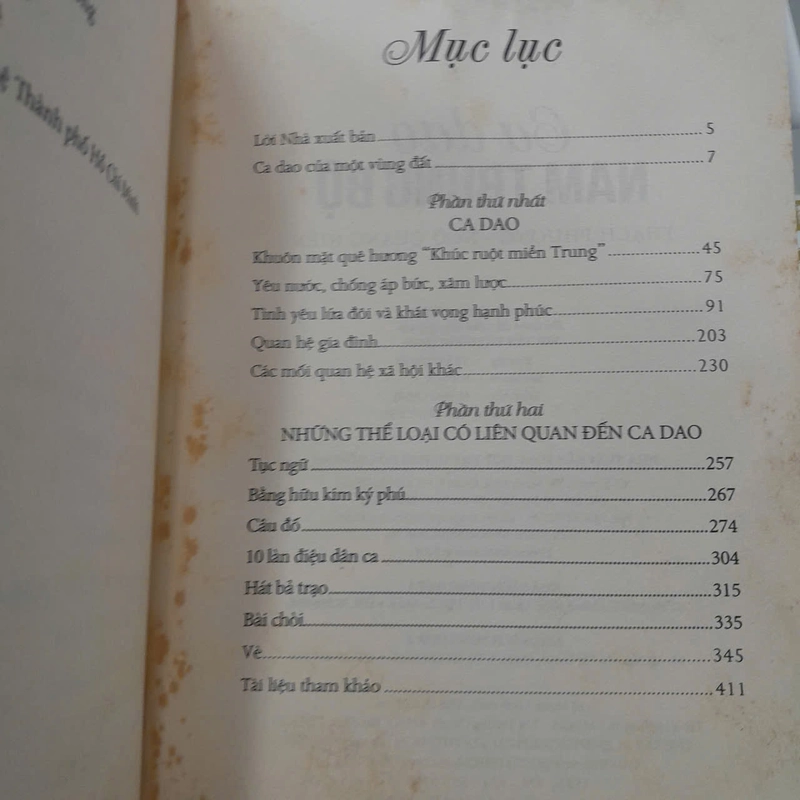 Thành phố Hồ Chí Minh
Mục lục
Lời Nhà xuất bản 5
Ca dao của một vùng đất 7
Phần thứ nhất
CA DAO
Khuôn mặt quê hương “Khúc ruột miền Trung” 45
Yêu nước, chống áp bức, xâm lược 75
Tình yêu lứa đôi và khát vọng hạnh phúc 91
Quan hệ gia đình 203
Các mối quan hệ xã hội khác 230
Phần thứ hai
NHỮNG THỂ LOẠI CÓ LIÊN QUAN ĐẾN CA DAO
Tục ngữ 257
Bằng hữu kim ký phú 267
Câu đố 274
10 làn điệu dân ca 304
Hát bả trạo 315
Bài chòi 335
Vè 345
Tài liệu tham khảo 411